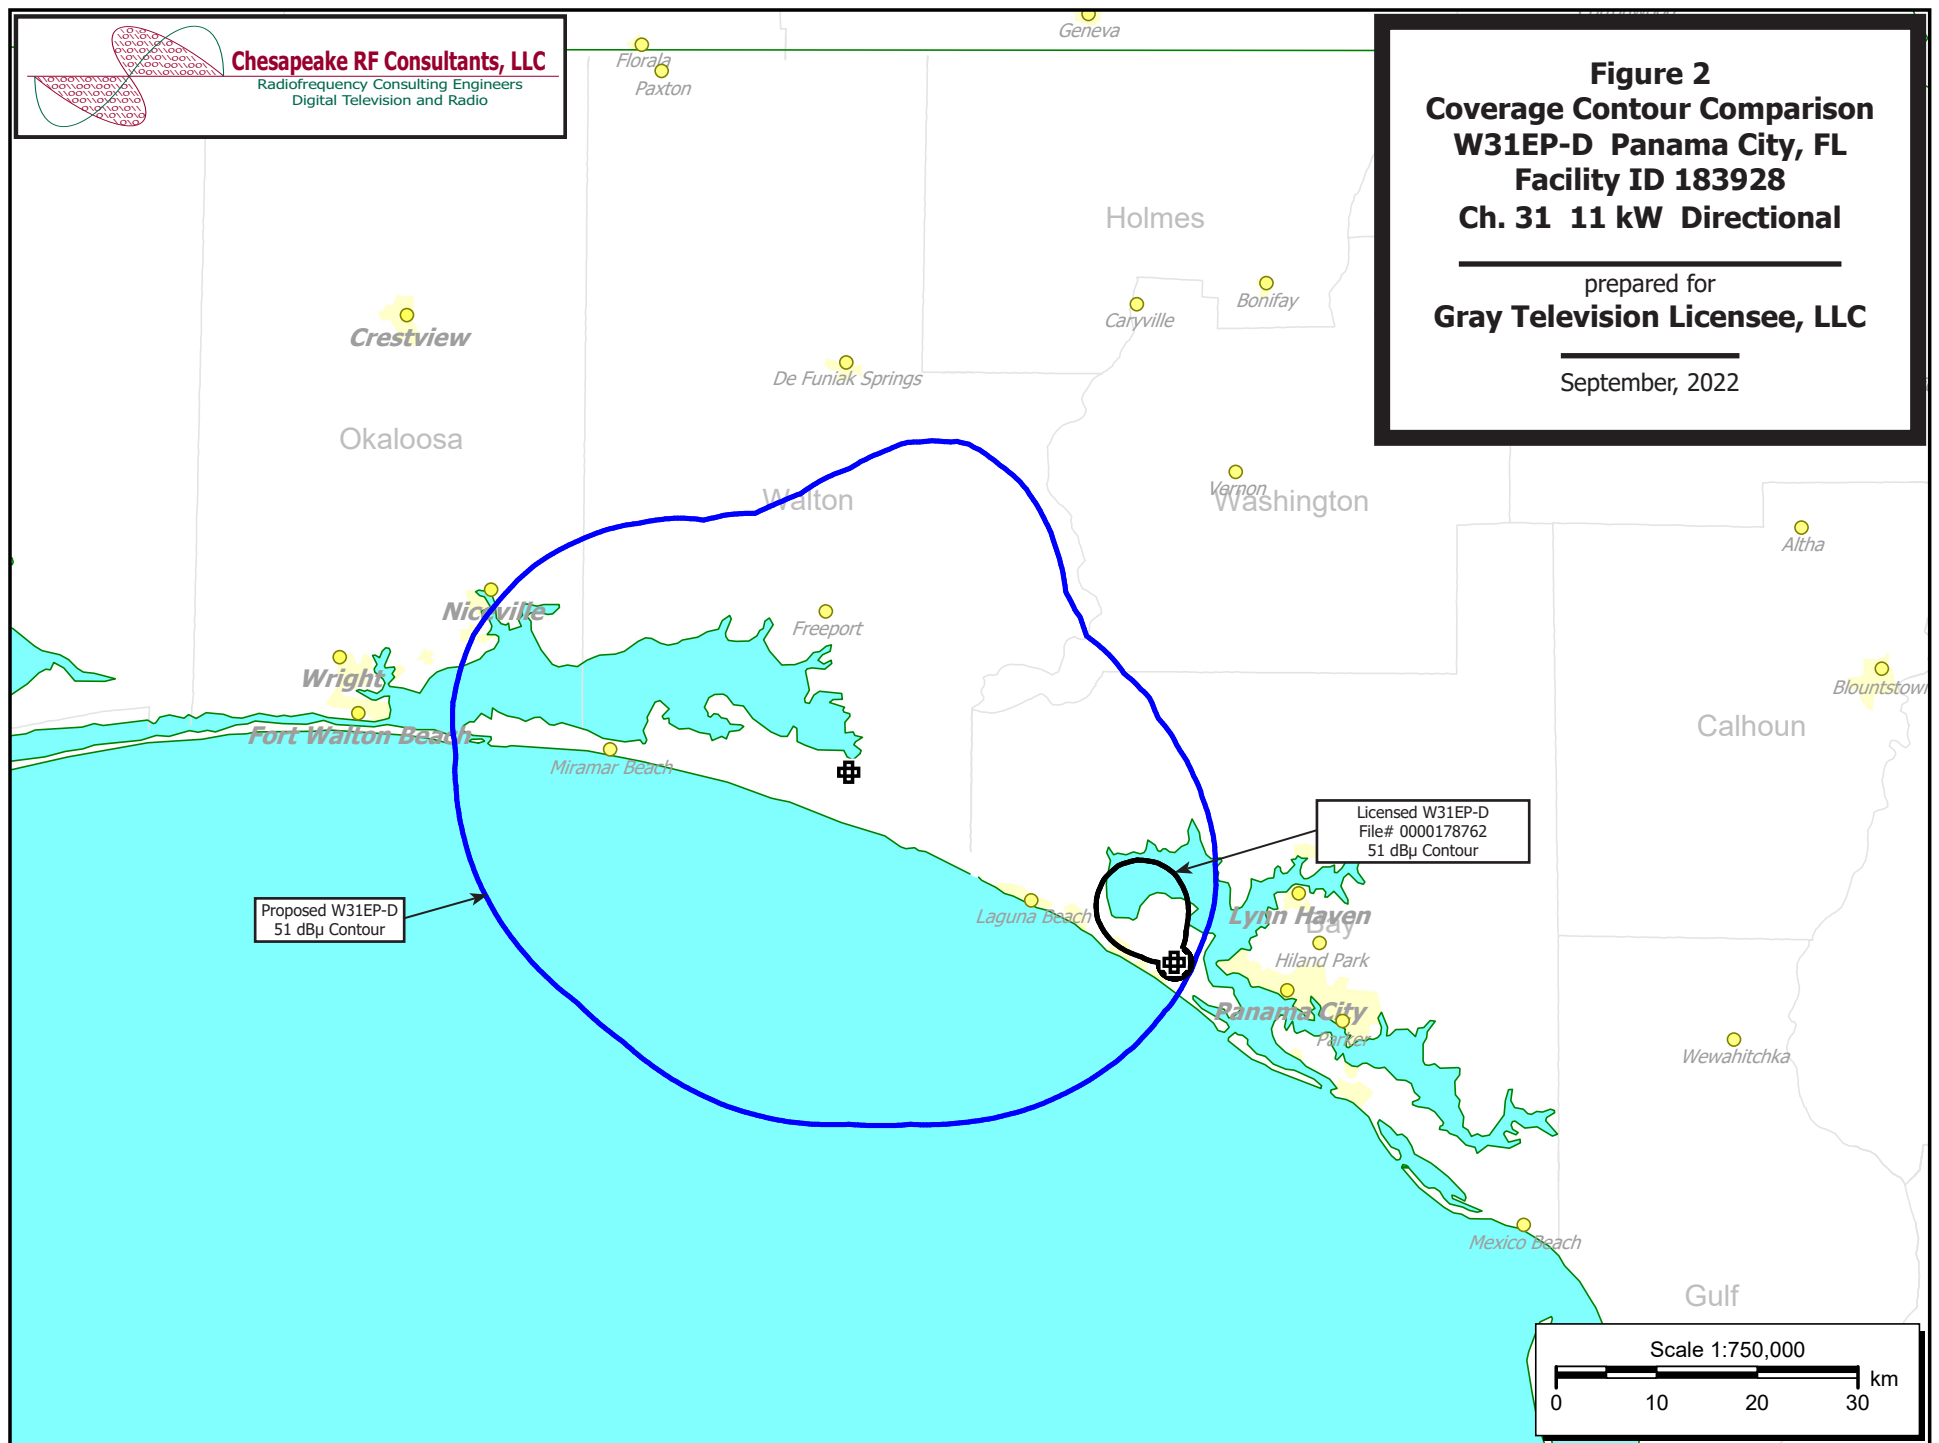 Chesapeake RF Consultants, LLC
Radiofrequency Consulting Engineers
Digital Television and Radio
Figure 2
Coverage Contour Comparison
W31EP-D Panama City, FL
Facility ID 183928
Ch. 31 11 kW Directional
prepared for
Gray Television Licensee, LLC
September, 2022
Geneva
Florala
Paxton
Holmes
Bonifay
Caryville
Crestview
De Funiak Springs
Okaloosa
Walton
Vernon
Washington
Altha
Niceville
Freeport
Wright
Blountstown
Calhoun
Fort Walton Beach
Miramar Beach
Licensed W31EP-D
File# 0000178762
51 dBµ Contour
Proposed W31EP-D
51 dBµ Contour
Laguna Beach
Lynn Haven
Bay
Hiland Park
Panama City
Parker
Wewahitchka
Mexico Beach
Gulf
Scale 1:750,000
km
0 10 20 30